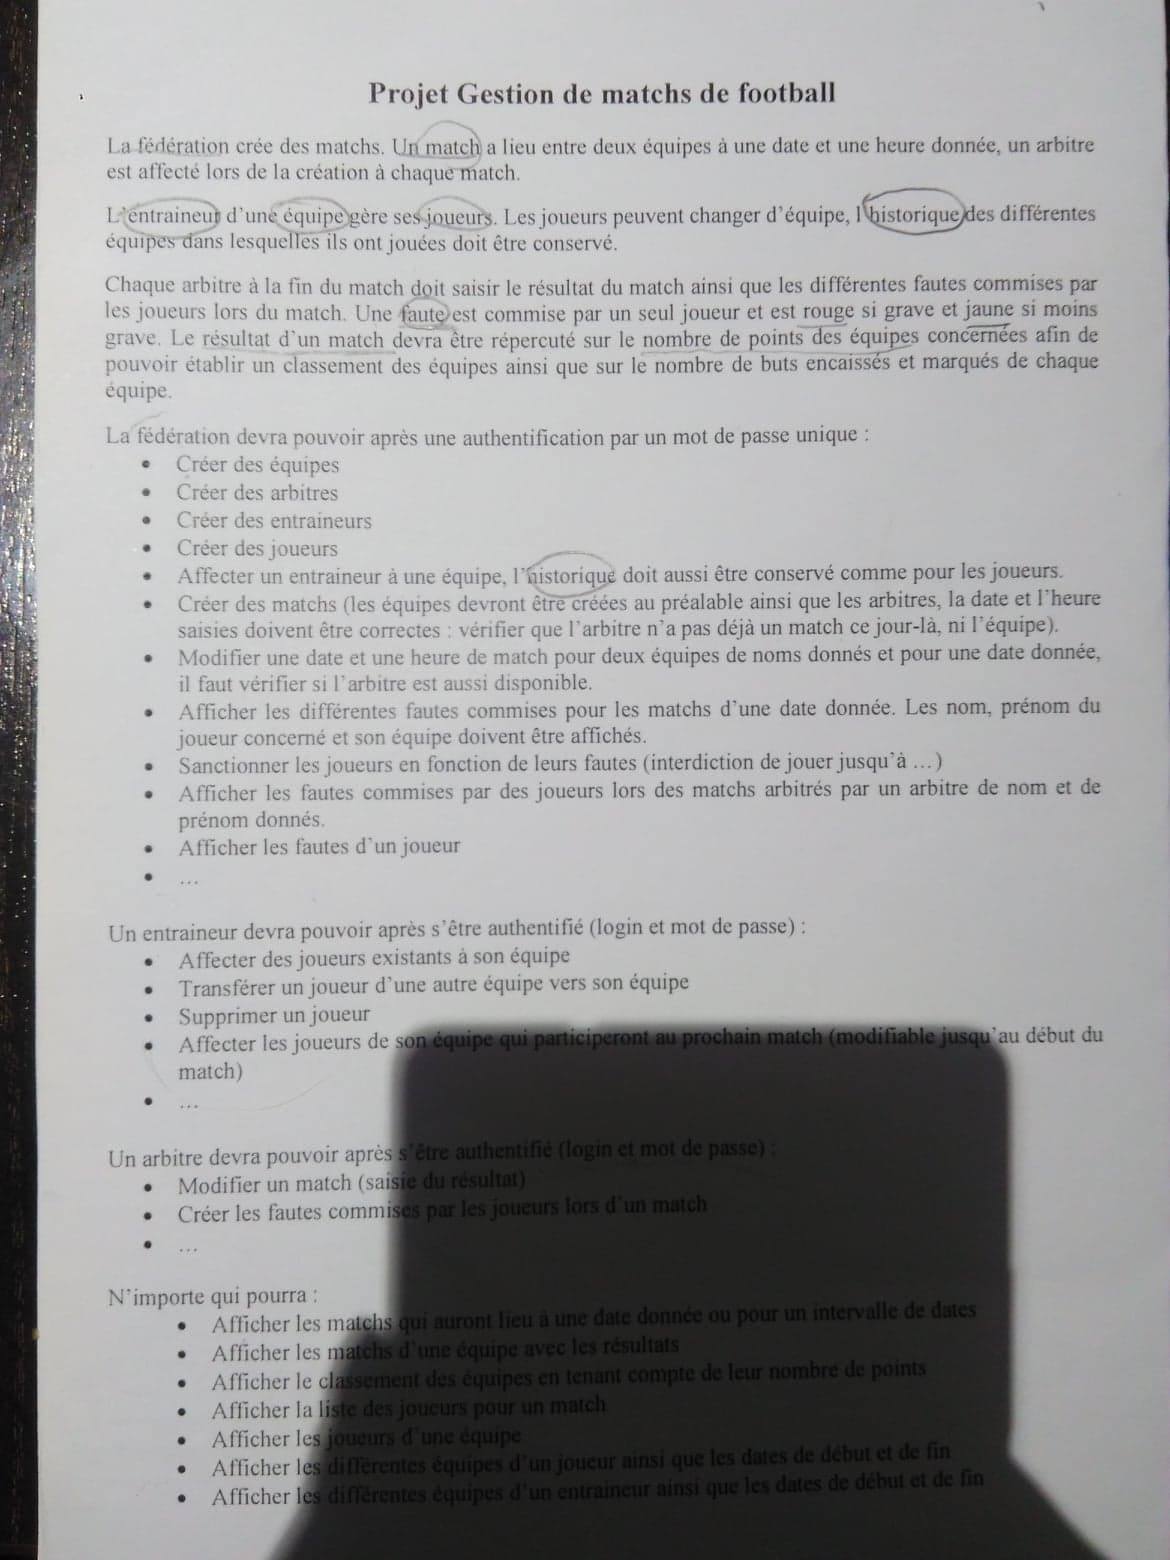 Projet Gestion de matchs de football
La fédération crée des matchs. Un match a lieu entre deux équipes à une date et une heure donnée, un arbitre
est affecté lors de la création à chaque match.
L'entraineur d'une équipe gère ses joueurs. Les joueurs peuvent changer d'équipe, l'historique des différentes
équipes dans lesquelles ils ont jouées doit être conservé.
Chaque arbitre à la fin du match doit saisir le résultat du match ainsi que les différentes fautes commises par
les joueurs lors du match. Une faute est commise par un seul joueur et est rouge si grave et jaune si moins
grave. Le résultat d'un match devra être répercuté sur le nombre de points des équipes concernées afin de
pouvoir établir un classement des équipes ainsi que sur le nombre de buts encaissés et marqués de chaque
équipe.
La fédération devra pouvoir après une authentification par un mot de passe unique :
• Créer des équipes
• Créer des arbitres
• Créer des entraineurs
• Créer des joueurs
• Affecter un entraineur à une équipe, l'historique doit aussi être conservé comme pour les joueurs.
• Créer des matchs (les équipes devront être créées au préalable ainsi que les arbitres, la date et l'heure
saisies doivent être correctes : vérifier que l'arbitre n'a pas déjà un match ce jour-là, ni l'équipe).
• Modifier une date et une heure de match pour deux équipes de noms donnés et pour une date donnée,
il faut vérifier si l'arbitre est aussi disponible.
• Afficher les différentes fautes commises pour les matchs d'une date donnée. Les nom, prénom du
joueur concerné et son équipe doivent être affichés.
• Sanctionner les joueurs en fonction de leurs fautes (interdiction de jouer jusqu'à …)
• Afficher les fautes commises par des joueurs lors des matchs arbitrés par un arbitre de nom et de
prénom donnés.
• Afficher les fautes d'un joueur
• …
Un entraineur devra pouvoir après s'être authentifié (login et mot de passe) :
• Affecter des joueurs existants à son équipe
• Transférer un joueur d'une autre équipe vers son équipe
• Supprimer un joueur
• Affecter les joueurs de son équipe qui participeront au prochain match (modifiable jusqu'au début du
match)
• …
Un arbitre devra pouvoir après s'être authentifié (login et mot de passe) :
• Modifier un match (saisie du résultat)
• Créer les fautes commises par les joueurs lors d'un match
• …
N'importe qui pourra :
• Afficher les matchs qui auront lieu à une date donnée ou pour un intervalle de dates
• Afficher les matchs d'une équipe avec les résultats
• Afficher le classement des équipes en tenant compte de leur nombre de points
• Afficher la liste des joueurs pour un match
• Afficher les joueurs d'une équipe
• Afficher les différentes équipes d'un joueur ainsi que les dates de début et de fin
• Afficher les différentes équipes d'un entraineur ainsi que les dates de début et de fin